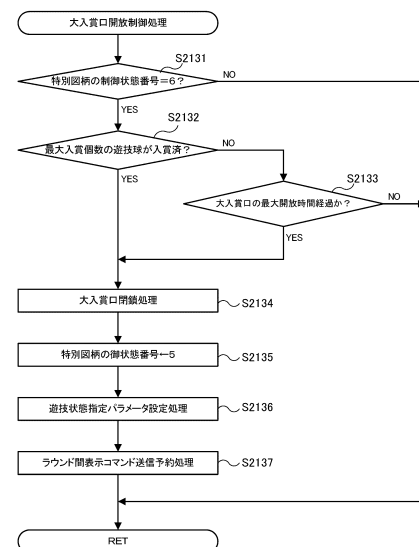 大入賞口開放制御処理
S2131
特別図柄の制御状態番号=6?
NO
YES
S2132
最大入賞個数の遊技球が入賞済?
NO
YES
S2133
大入賞口の最大開放時間経過か?
NO
YES
大入賞口閉鎖処理
S2134
特別図柄の御状態番号←5
S2135
遊技状態指定パラメータ設定処理
S2136
ラウンド間表示コマンド送信予約処理
S2137
RET